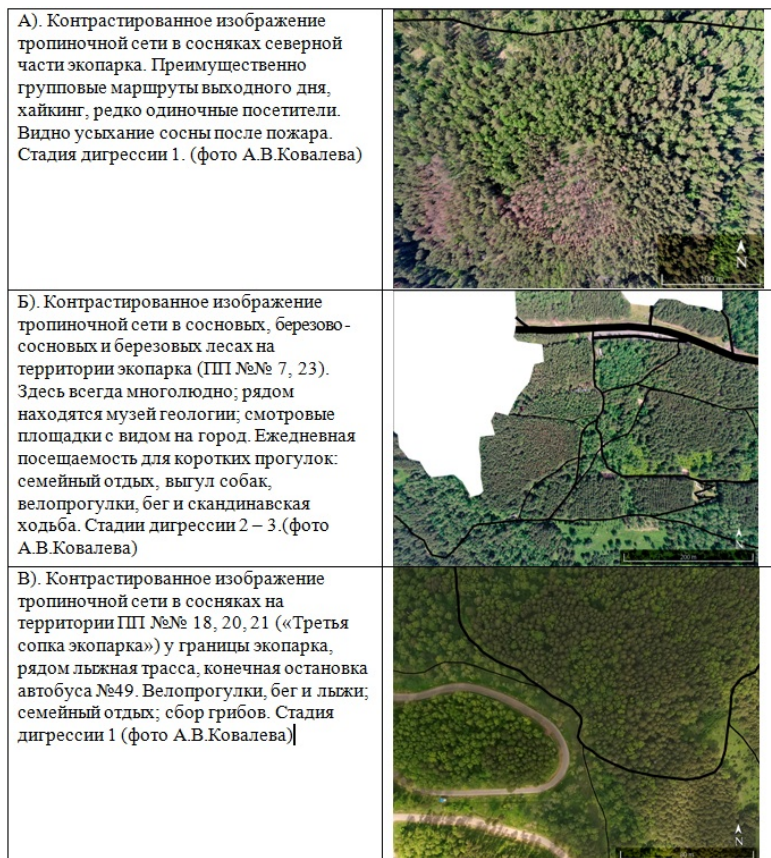 А). Контрастированное изображение
тропиночной сети в сосняках северной
части экопарка. Преимущественно
групповые маршруты выходного дня,
хайкинг, редко одиночные посетители.
Видно усыхание сосны после пожара.
Стадия дигрессии 1. (фото А.В.Ковалева)
N
100 m
Б). Контрастированное изображение
тропиночной сети в сосновых, березово-
сосновых и березовых лесах на
территории экопарка (ПП №№ 7, 23).
Здесь всегда многолюдно; рядом
находятся музей геологии; смотровые
площадки с видом на город. Ежедневная
посещаемость для коротких прогулок:
семейный отдых, выгул собак,
велопрогулки, бег и скандинавская
ходьба. Стадии дигрессии 2 – 3.(фото
А.В.Ковалева)
N
200 m
В). Контрастированное изображение
тропиночной сети в сосняках на
территории ПП №№ 18, 20, 21 («Третья
сопка экопарка») у границы экопарка,
рядом лыжная трасса, конечная остановка
автобуса №49. Велопрогулки, бег и лыжи;
семейный отдых; сбор грибов. Стадия
дигрессии 1 (фото А.В.Ковалева)
N